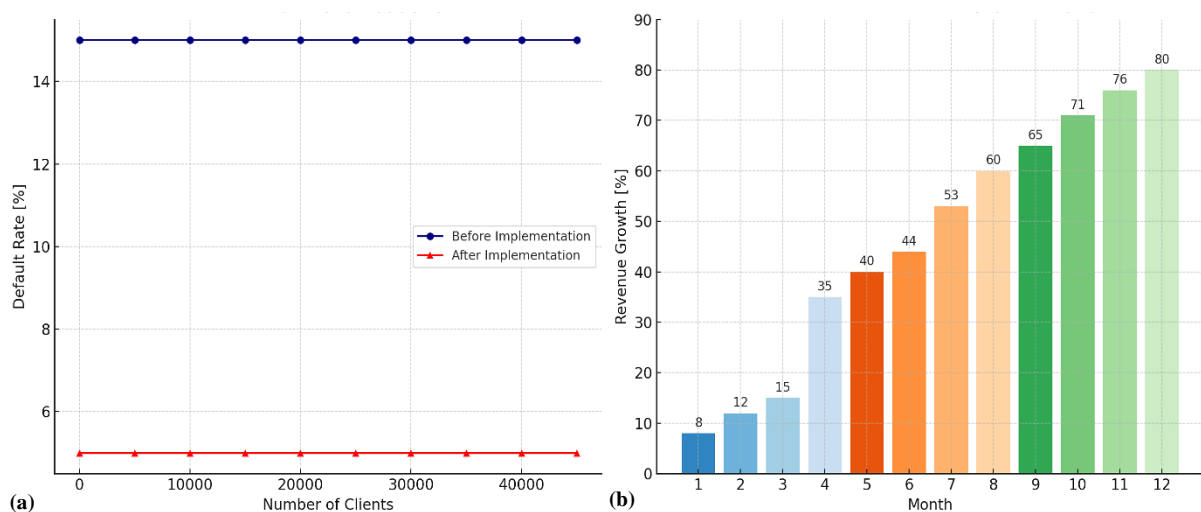 14
12
10
8
6
Default Rate [%]
Before Implementation
After Implementation
0 10000 20000 30000 40000
Number of Clients
(a)
90
80
70
60
50
40
30
20
10
0
Revenue Growth [%]
8 12 15 35 40 44 53 60 65 71 76 80
1 2 3 4 5 6 7 8 9 10 11 12
Month
(b)